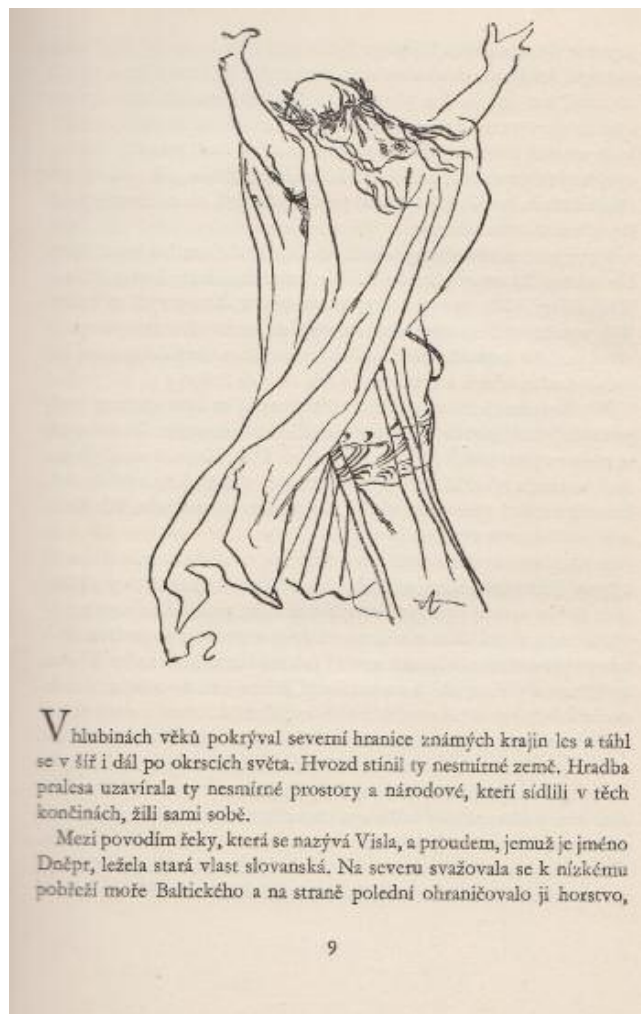 V hlubinách věků pokrýval severní hranice známých krajin les a táhl
se v šíř i dál po okrscích světa. Hvozd stínil ty nesmírné země. Hradba
pralesa uzavírala ty nesmírné prostory a národové, kteří sídlili v těch
končinách, žili sami sobě.
Mezi povodím řeky, která se nazývá Visla, a proudem, jemuž je jméno
Dněpr, ležela stará vlast slovanská. Na severu svažovala se k nízkému
pobřeží moře Baltického a na straně polední ohraničovalo ji horstvo,
9